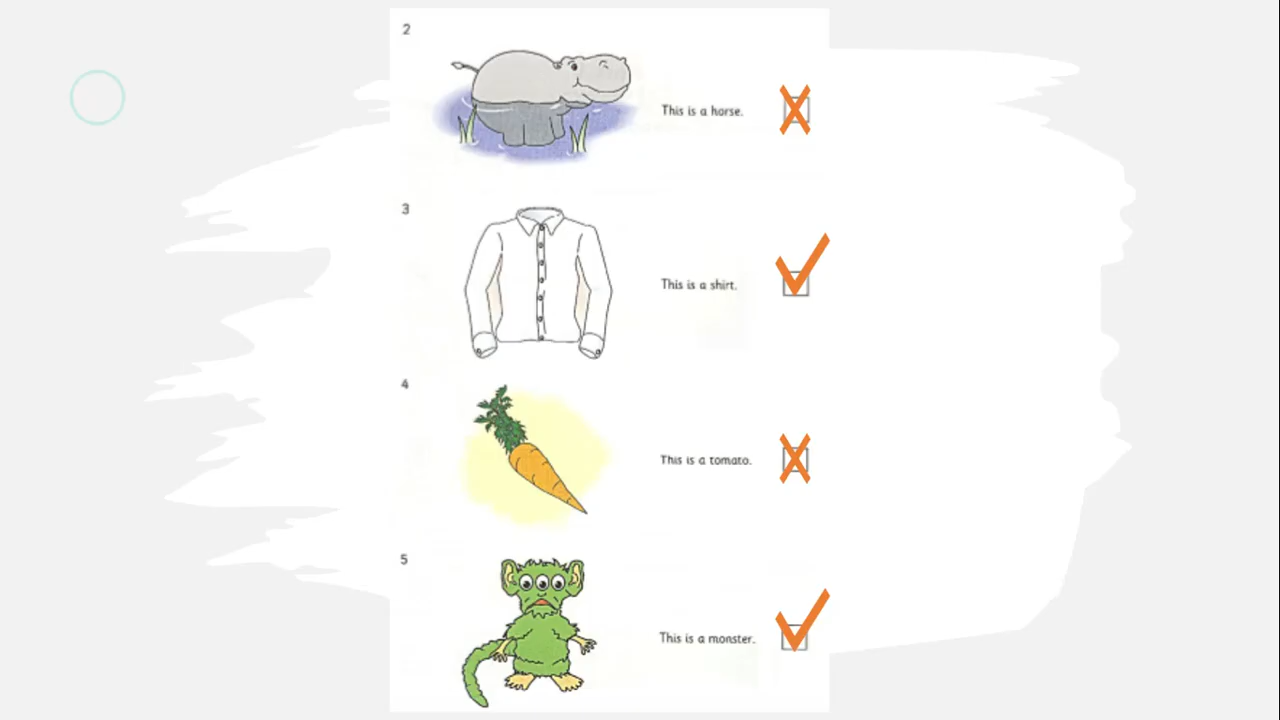 2
This is a horse.
3
This is a shirt.
4
This is a tomato.
5
This is a monster.